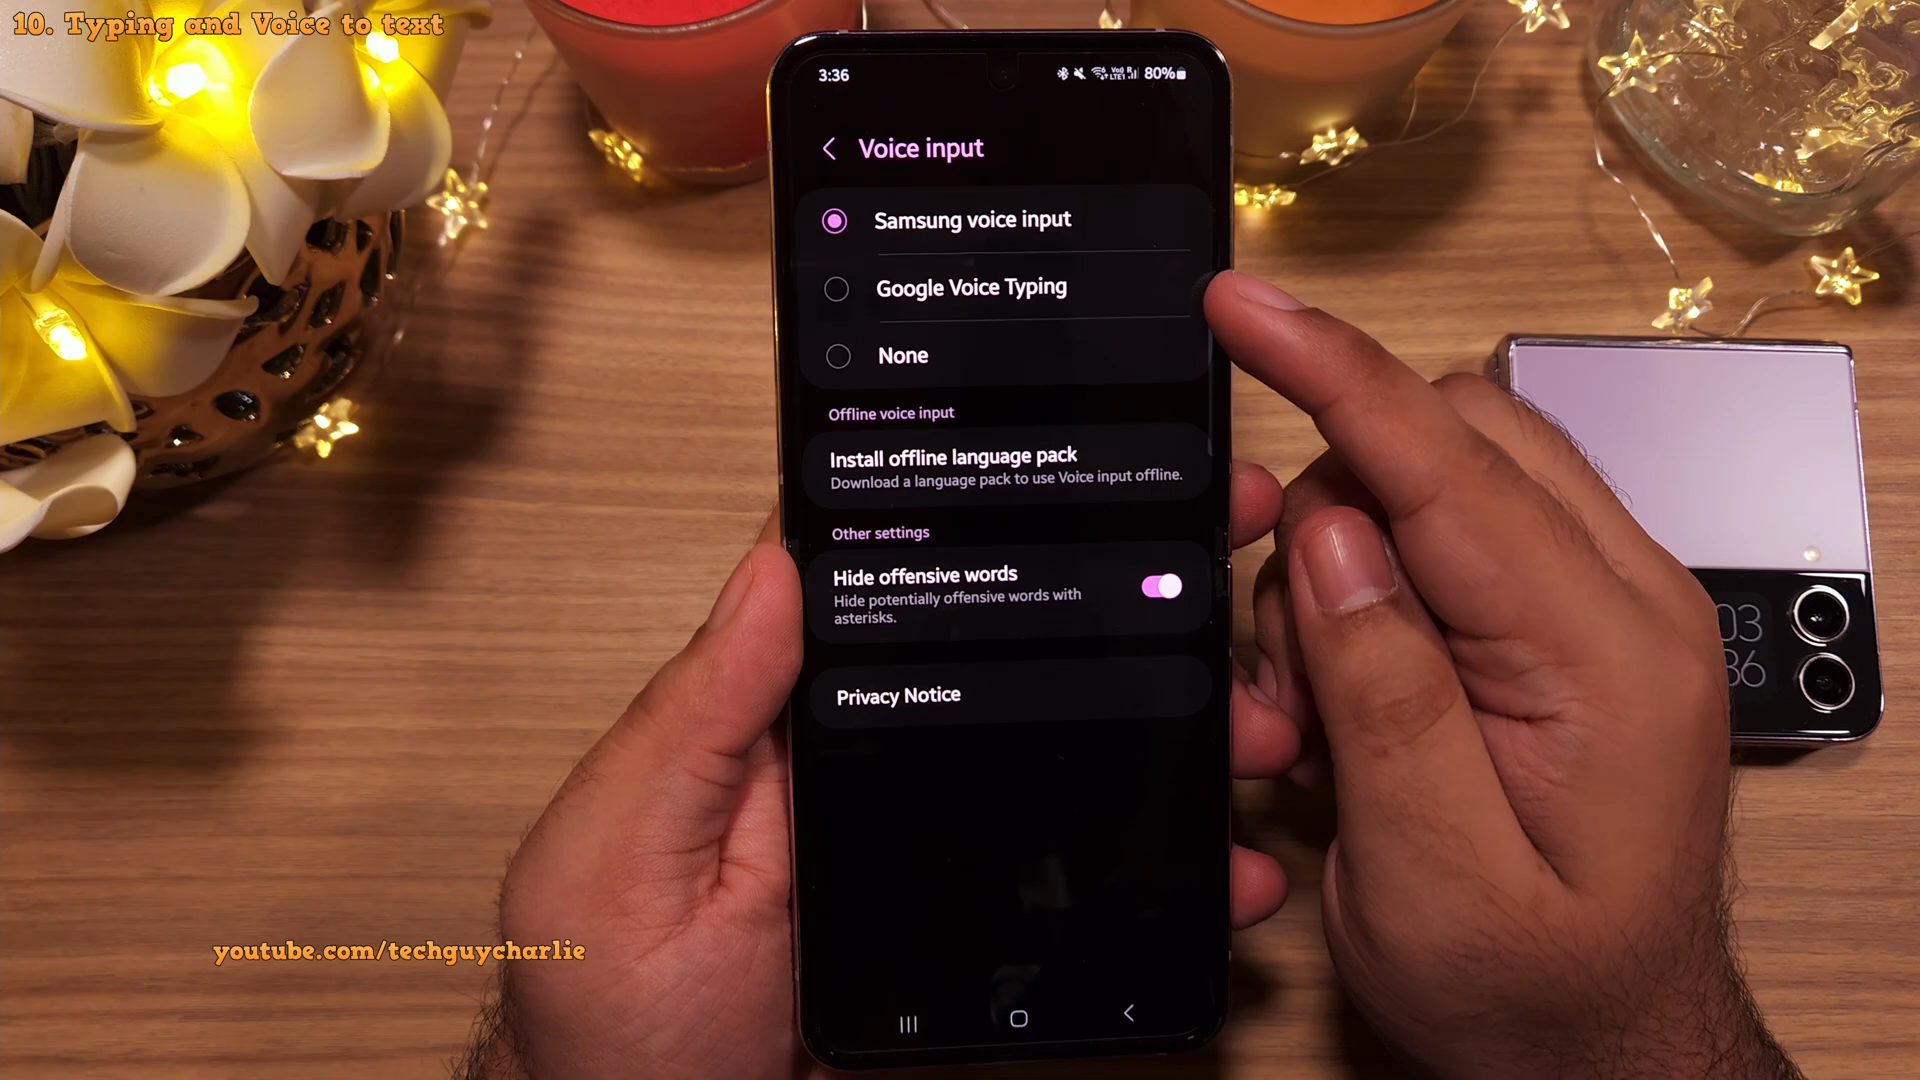 10. Typing and Voice to text
3:36
80%
Voice input
Samsung voice input
Google Voice Typing
None
Offline voice input
Install offline language pack
Download a language pack to use Voice input offline.
Other settings
Hide offensive words
Hide potentially offensive words with
asterisks.
Privacy Notice
03
36
youtube.com/techguycharlie